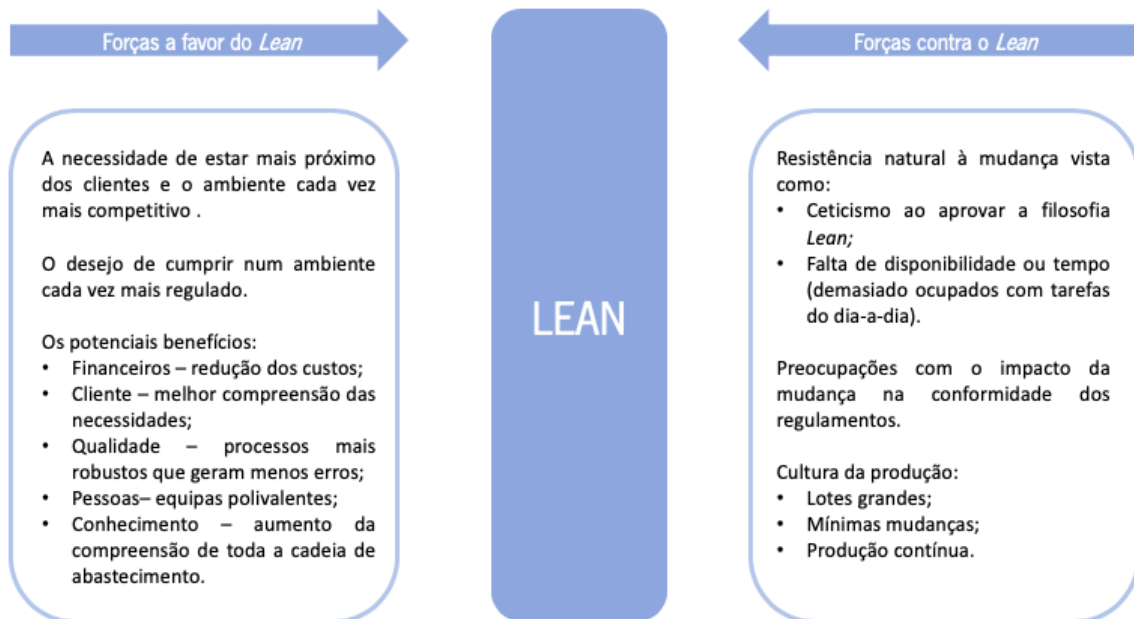 Forças a favor do Lean
A necessidade de estar mais próximo
dos clientes e o ambiente cada vez
mais competitivo .
O desejo de cumprir num ambiente
cada vez mais regulado.
Os potenciais benefícios:
• Financeiros – redução dos custos;
• Cliente – melhor compreensão das
necessidades;
• Qualidade – processos mais
robustos que geram menos erros;
• Pessoas– equipas polivalentes;
• Conhecimento – aumento da
compreensão de toda a cadeia de
abastecimento.
LEAN
Forças contra o Lean
Resistência natural à mudança vista
como:
• Ceticismo ao aprovar a filosofia
Lean;
• Falta de disponibilidade ou tempo
(demasiado ocupados com tarefas
do dia-a-dia).
Preocupações com o impacto da
mudança na conformidade dos
regulamentos.
Cultura da produção:
• Lotes grandes;
• Mínimas mudanças;
• Produção contínua.